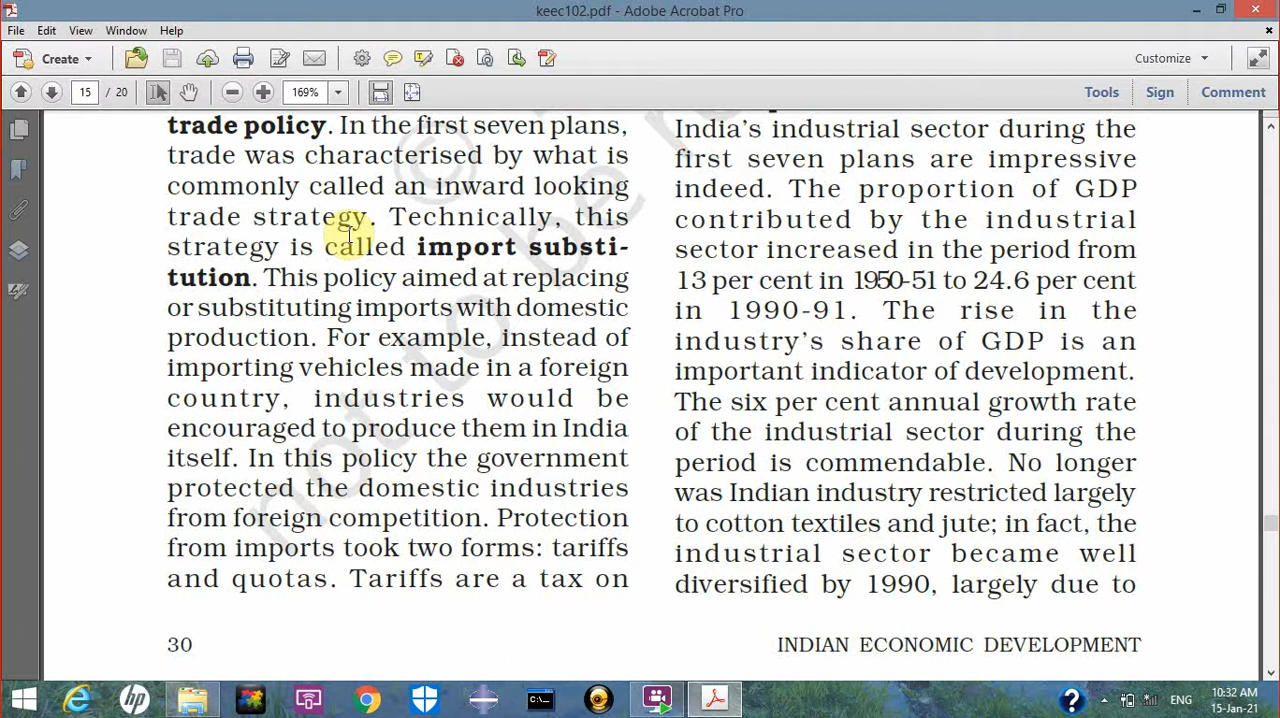 keec102.pdf - Adobe Acrobat Pro
File Edit View Window Help
Create
Customize
15 / 20
169%
Tools Sign Comment
trade policy. In the first seven plans,
trade was characterised by what is
commonly called an inward looking
trade strategy. Technically, this
strategy is called import substi-
tution. This policy aimed at replacing
or substituting imports with domestic
production. For example, instead of
importing vehicles made in a foreign
country, industries would be
encouraged to produce them in India
itself. In this policy the government
protected the domestic industries
from foreign competition. Protection
from imports took two forms: tariffs
and quotas. Tariffs are a tax on
India's industrial sector during the
first seven plans are impressive
indeed. The proportion of GDP
contributed by the industrial
sector increased in the period from
13 per cent in 1950-51 to 24.6 per cent
in 1990-91. The rise in the
industry's share of GDP is an
important indicator of development.
The six per cent annual growth rate
of the industrial sector during the
period is commendable. No longer
was Indian industry restricted largely
to cotton textiles and jute; in fact, the
industrial sector became well
diversified by 1990, largely due to
not to be re
©
30
INDIAN ECONOMIC DEVELOPMENT
hp
C:\
ENG
10:32 AM
15-Jan-21